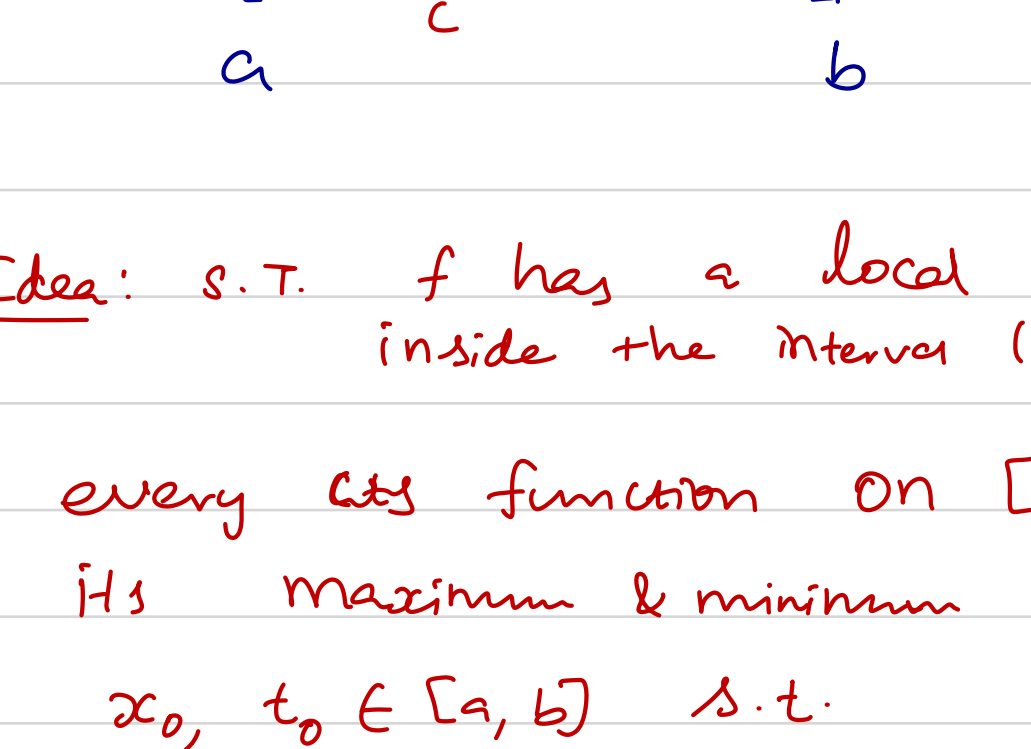 c
a b
Idea: S.T. f has a local
inside the interval (
every cts function on [
its maximum & minimum
x₀, t₀ ∈ [a, b] s.t.